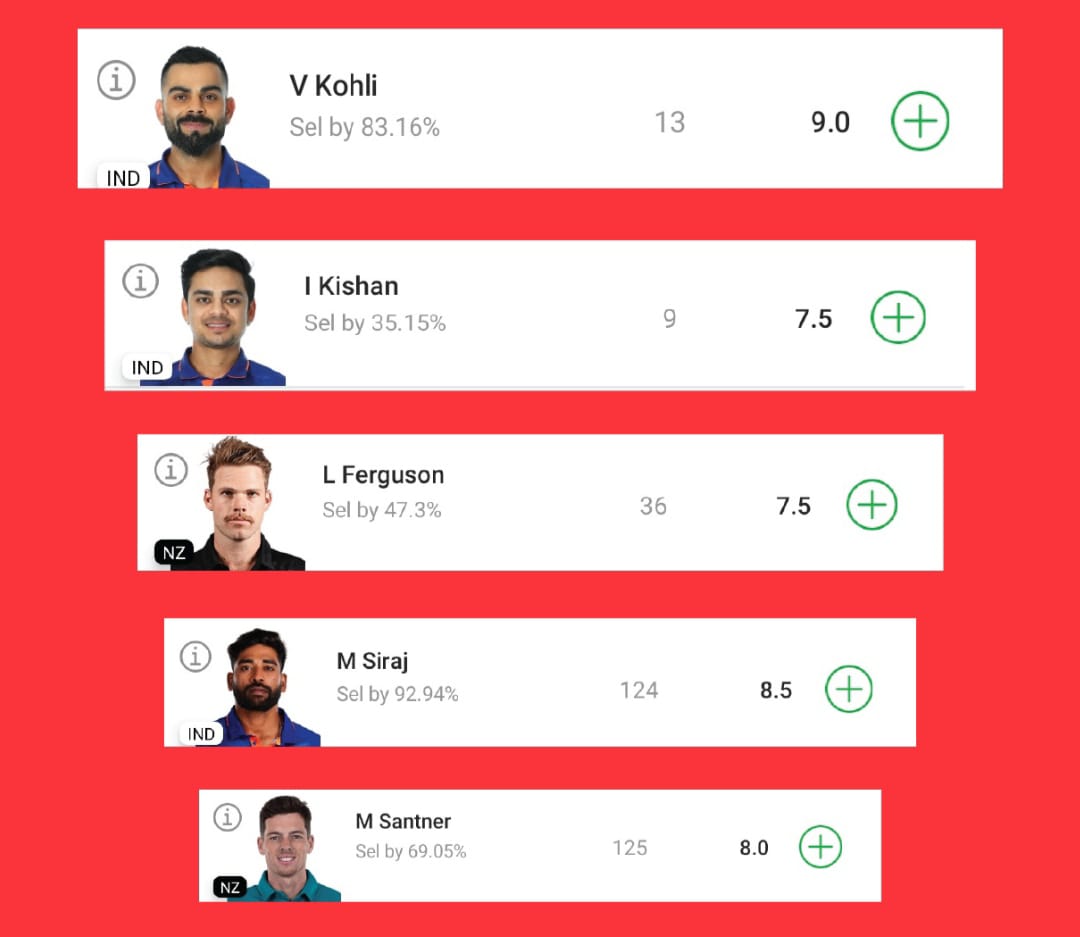 V Kohli
Sel by 83.16%
13
9.0
IND
I Kishan
Sel by 35.15%
9
7.5
IND
L Ferguson
Sel by 47.3%
36
7.5
NZ
M Siraj
Sel by 92.94%
124
8.5
IND
M Santner
Sel by 69.05%
125
8.0
NZ